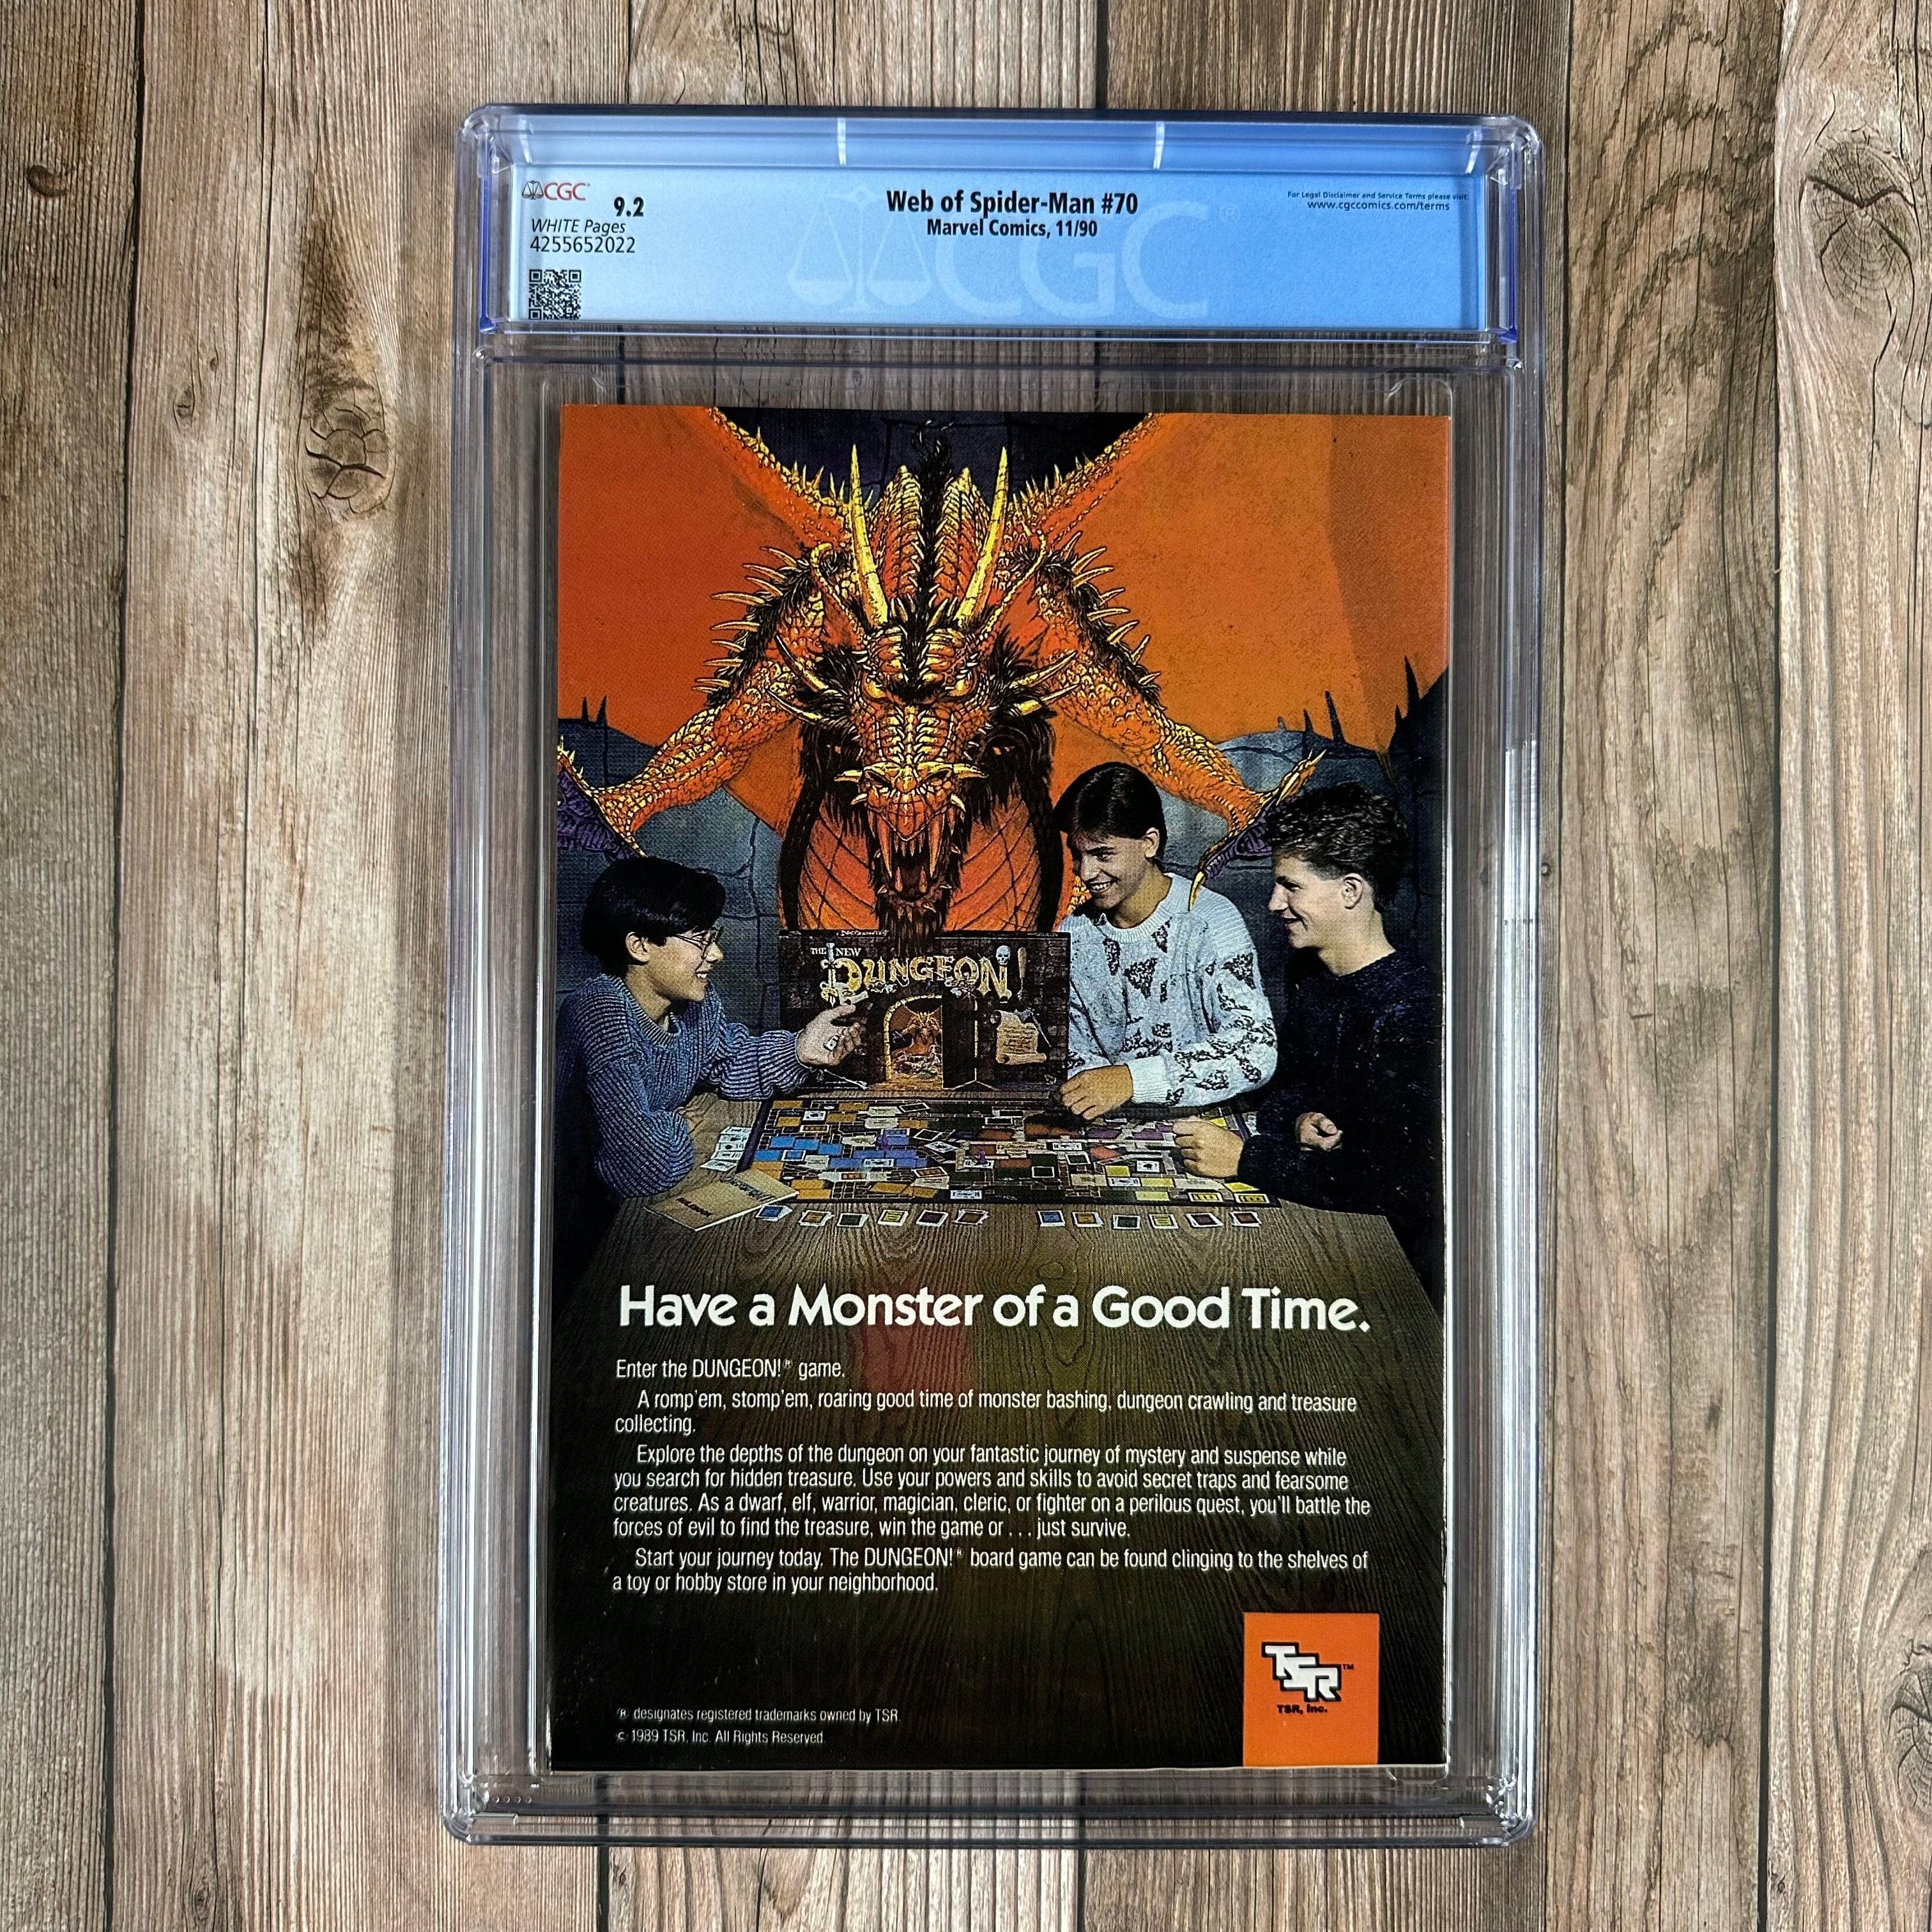 CGC
9.2
WHITE Pages
4255652022
Web of Spider-Man #70
Marvel Comics, 11/90
For Legal Disclaimer and Service Terms please visit:
www.cgccomics.com/terms
CGC
THE NEW
DUNGEON!
Have a Monster of a Good Time.
Enter the DUNGEON!® game.
A romp'em, stomp'em, roaring good time of monster bashing, dungeon crawling and treasure
collecting.
Explore the depths of the dungeon on your fantastic journey of mystery and suspense while
you search for hidden treasure. Use your powers and skills to avoid secret traps and fearsome
creatures. As a dwarf, elf, warrior, magician, cleric, or fighter on a perilous quest, you'll battle the
forces of evil to find the treasure, win the game or . . . just survive.
Start your journey today. The DUNGEON!® board game can be found clinging to the shelves of
a toy or hobby store in your neighborhood.
TSR™
TSR, Inc.
® designates registered trademarks owned by TSR.
© 1989 TSR, Inc. All Rights Reserved.